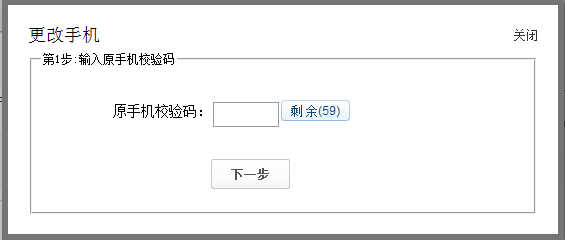 更改手机
关闭
第1步:输入原手机校验码
原手机校验码：
剩余(59)
下一步